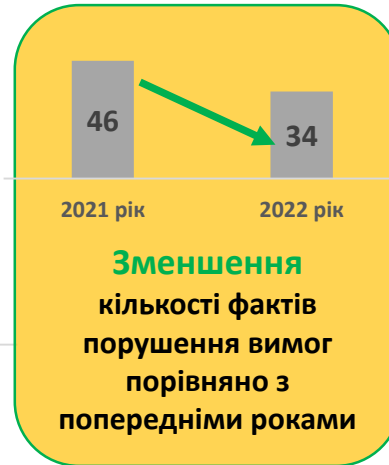 46
34
2021 рік
2022 рік
Зменшення
кількості фактів
порушення вимог
порівняно з
попередніми роками